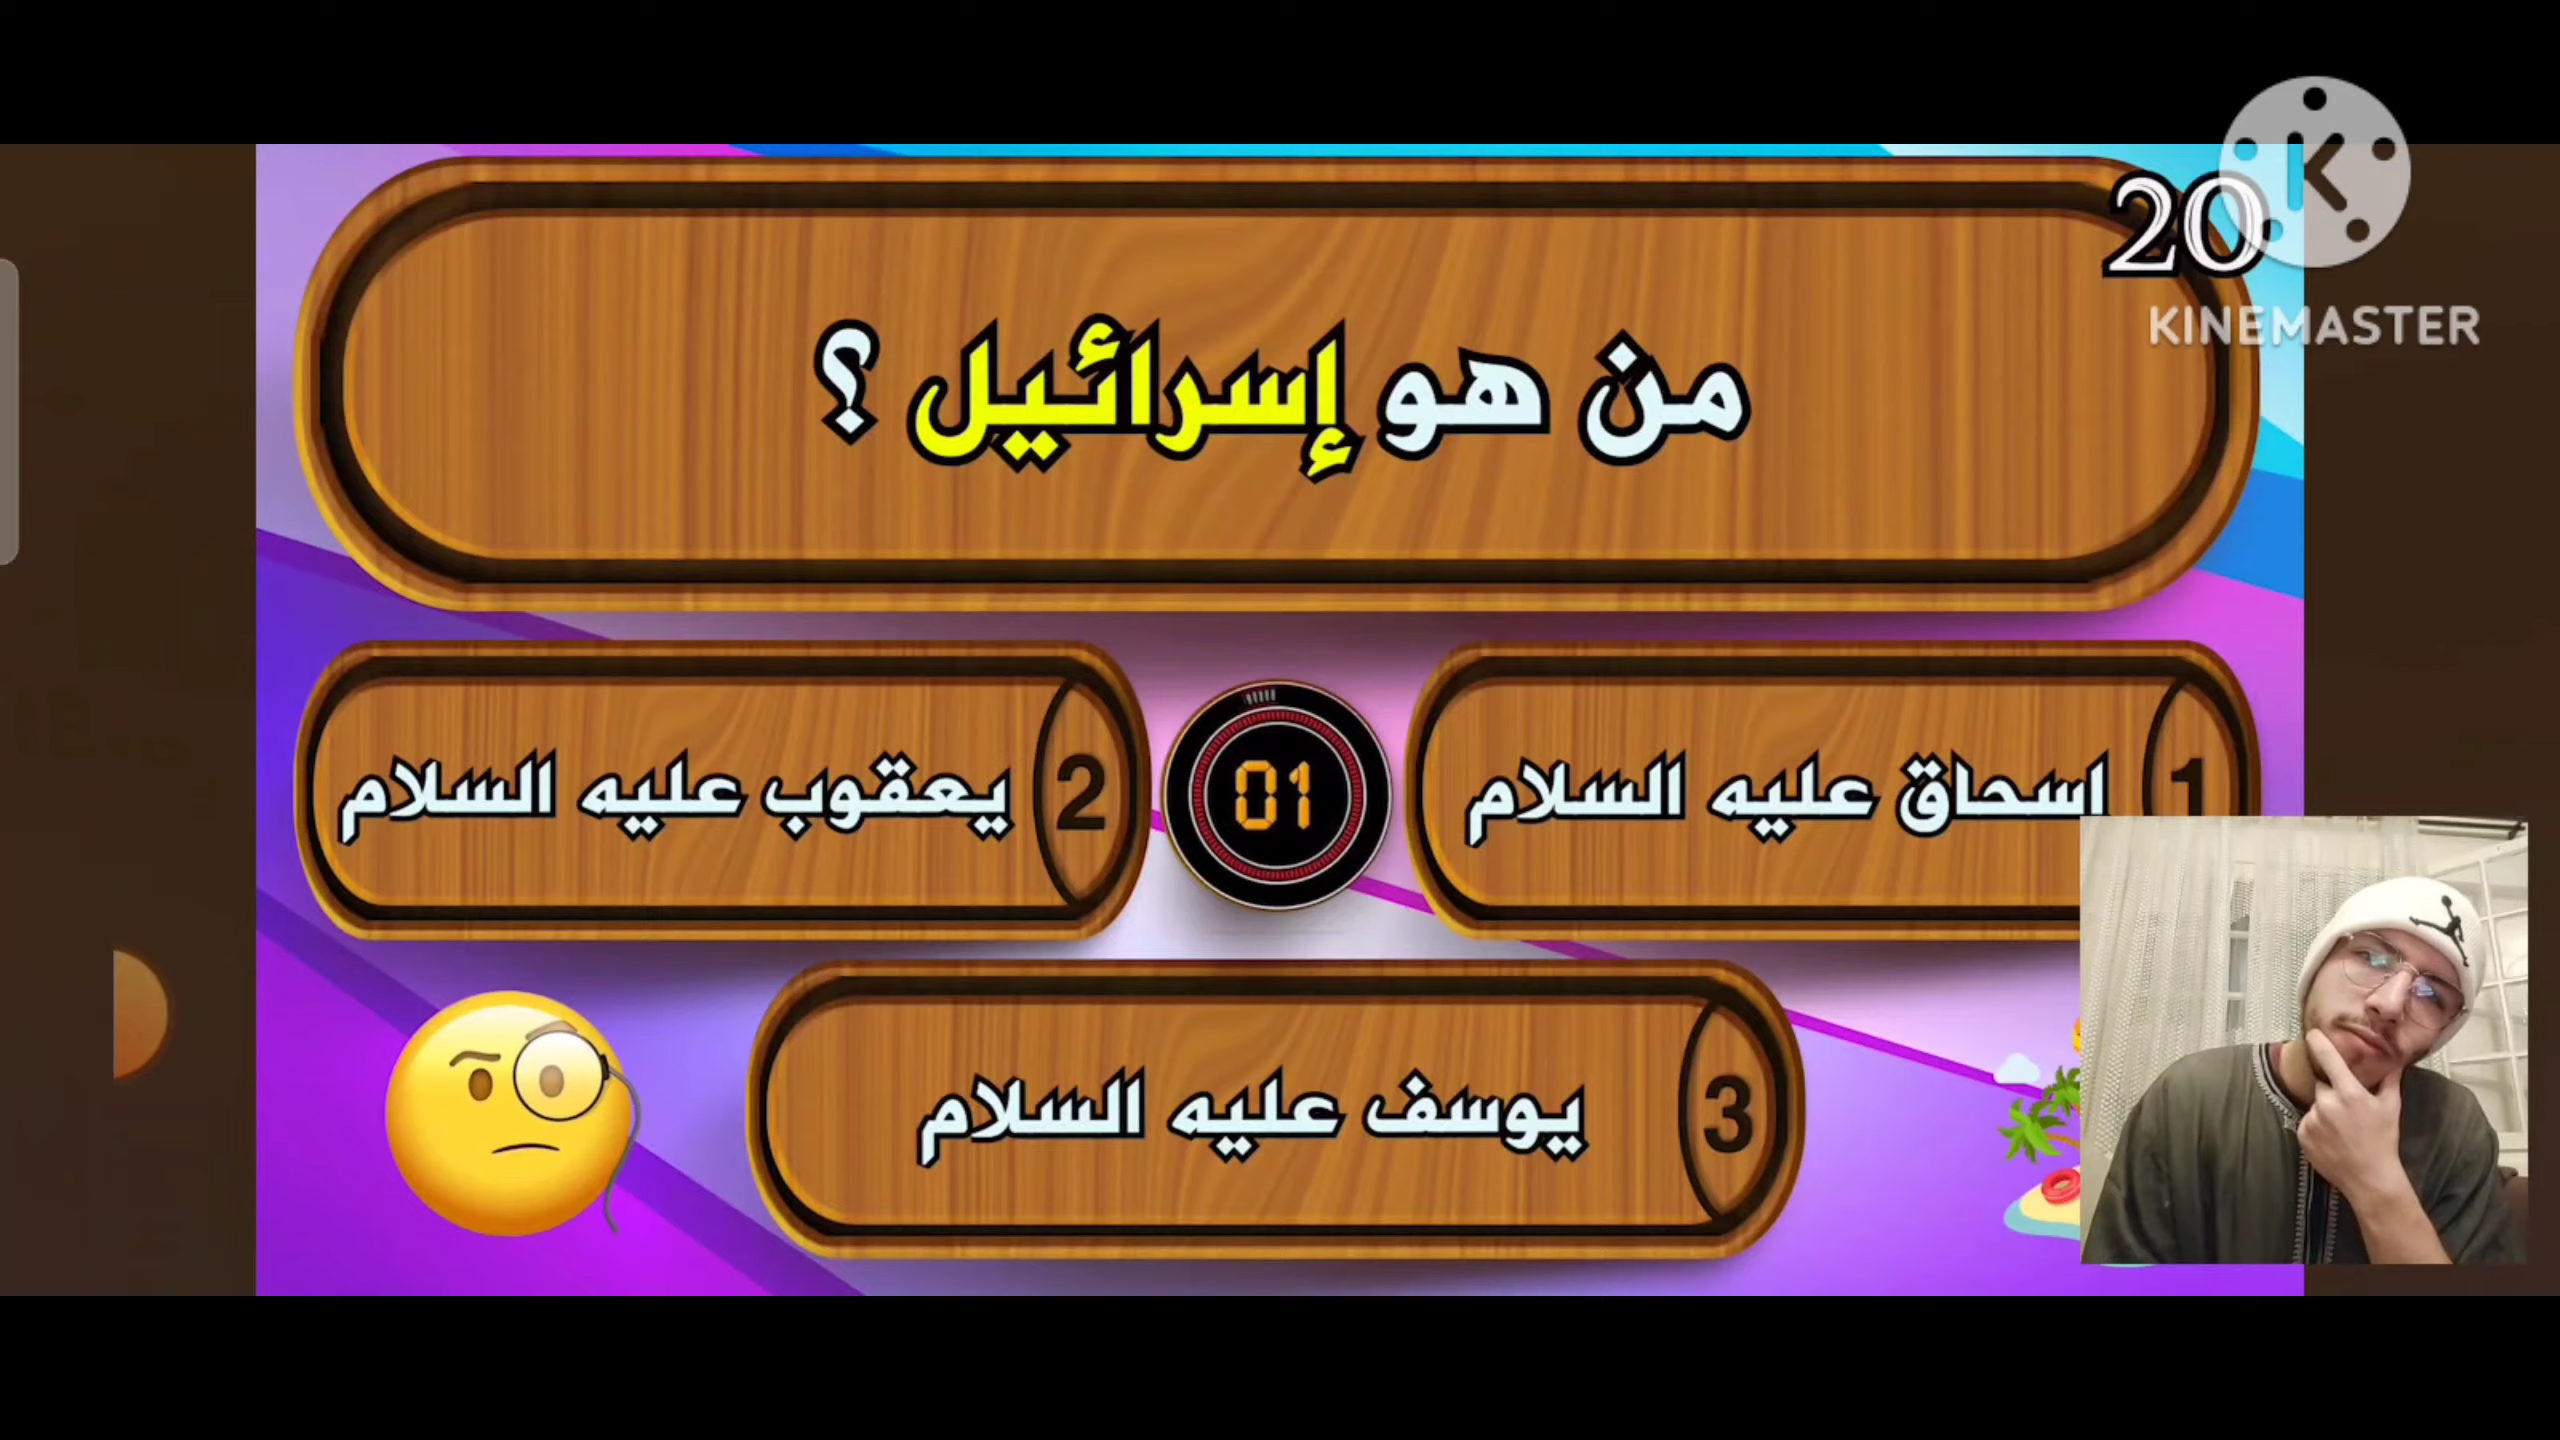 20
KINEMASTER
من هو إسرائيل ؟
1 اسحاق عليه السلام
01
2 يعقوب عليه السلام
3 يوسف عليه السلام